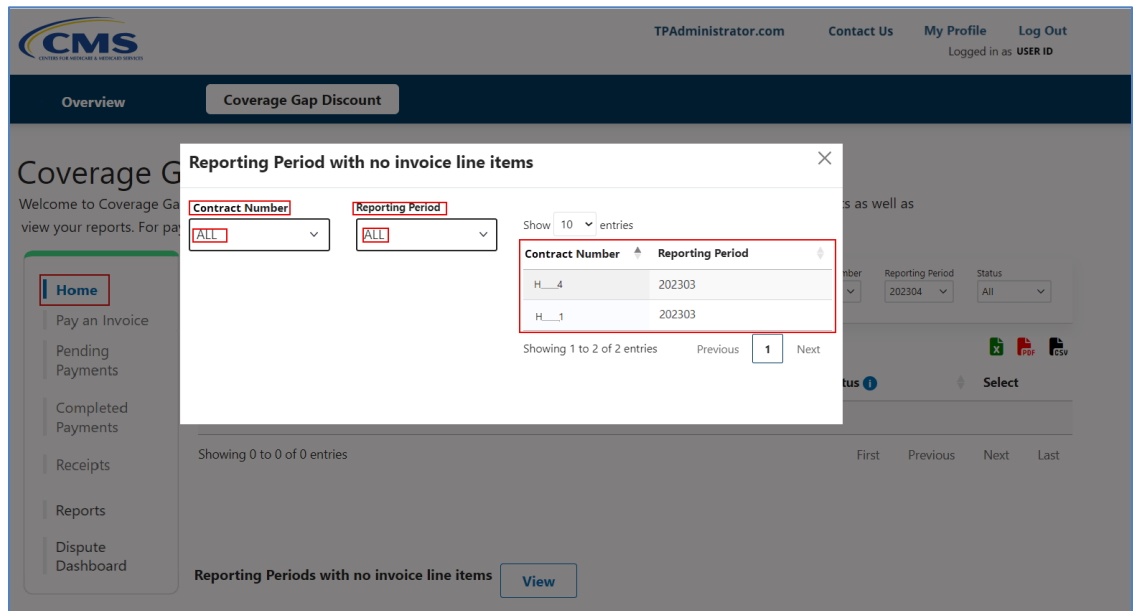 CMS
CENTERS FOR MEDICARE & MEDICAID SERVICES
TPAdministrator.com Contact Us My Profile Log Out
Logged in as USER ID
Overview Coverage Gap Discount
Coverage G
Welcome to Coverage Ga
ts as well as
view your reports. For pa
Reporting Period with no invoice line items
Contract Number Reporting Period
ALL ALL
Show 10 entries
Contract Number Reporting Period
H___4 202303
H___1 202303
Showing 1 to 2 of 2 entries Previous 1 Next
Home
Pay an Invoice
Pending
Payments
Completed
Payments
Receipts
Reports
Dispute
Dashboard
mber Reporting Period Status
202304 All
PDF CSV
tus Select
Showing 0 to 0 of 0 entries First Previous Next Last
Reporting Periods with no invoice line items View